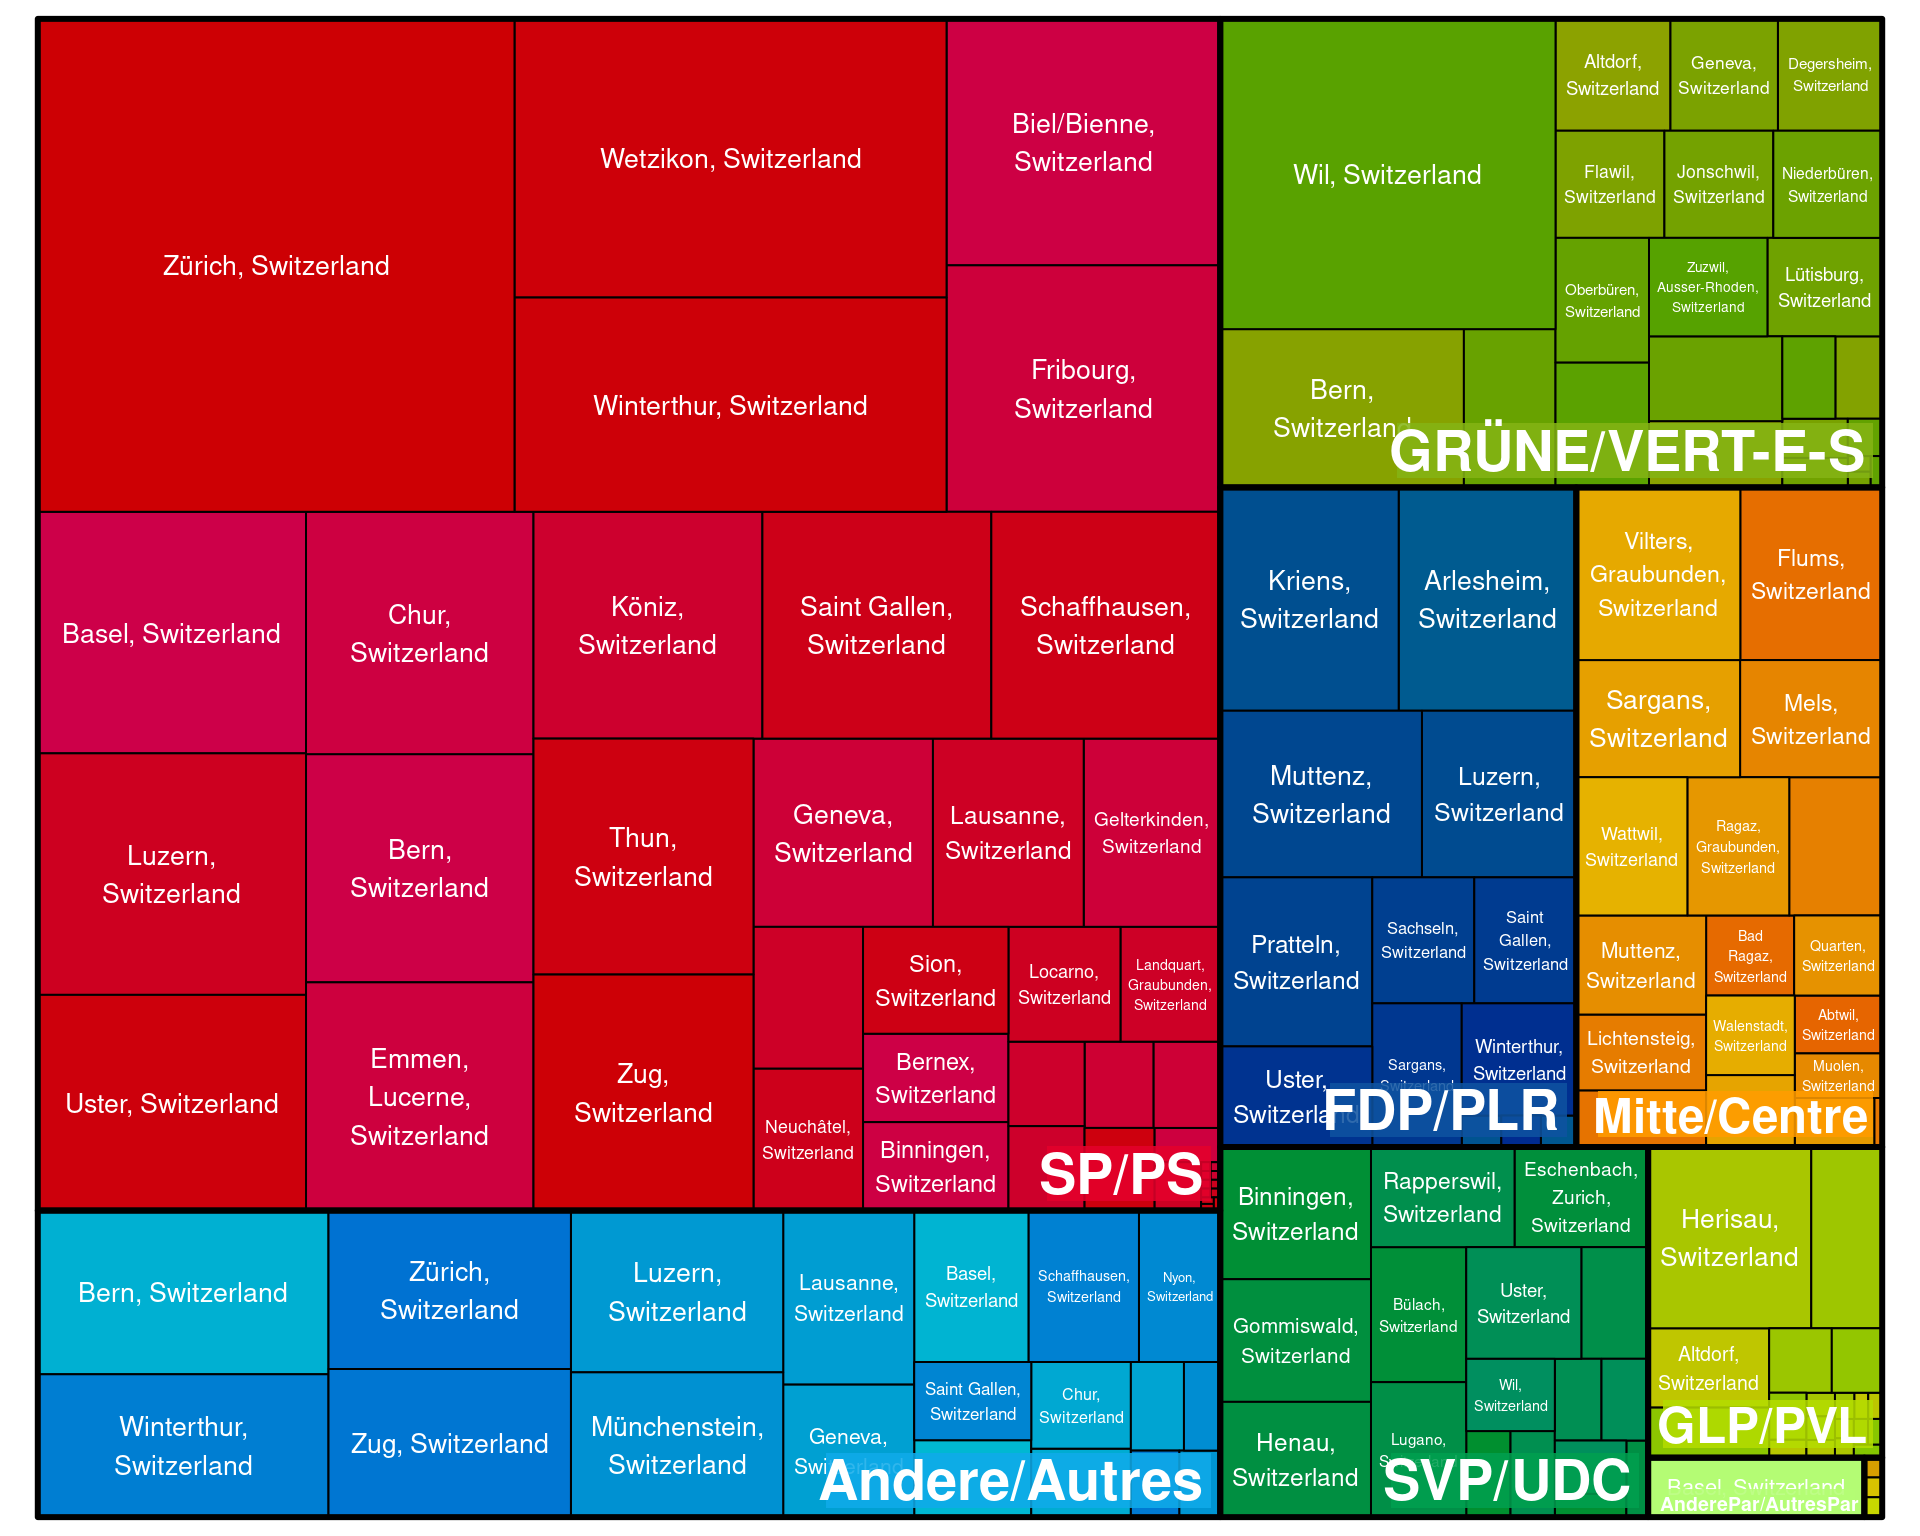 Zürich, Switzerland
Wetzikon, Switzerland
Winterthur, Switzerland
Biel/Bienne,
Switzerland
Fribourg,
Switzerland
Basel, Switzerland
Chur,
Switzerland
Köniz,
Switzerland
Saint Gallen,
Switzerland
Schaffhausen,
Switzerland
Luzern,
Switzerland
Bern,
Switzerland
Thun,
Switzerland
Geneva,
Switzerland
Lausanne,
Switzerland
Gelterkinden,
Switzerland
Uster, Switzerland
Emmen,
Lucerne,
Switzerland
Zug,
Switzerland
Sion,
Switzerland
Locarno,
Switzerland
Landquart,
Graubunden,
Switzerland
Bernex,
Switzerland
Neuchâtel,
Switzerland
Binningen,
Switzerland
SP/PS
Bern, Switzerland
Zürich,
Switzerland
Luzern,
Switzerland
Lausanne,
Switzerland
Basel,
Switzerland
Schaffhausen,
Switzerland
Nyon,
Switzerland
Winterthur,
Switzerland
Zug, Switzerland
Münchenstein,
Switzerland
Geneva,
Switzerland
Saint Gallen,
Switzerland
Chur,
Switzerland
Andere/Autres
Wil, Switzerland
Altdorf,
Switzerland
Geneva,
Switzerland
Degersheim,
Switzerland
Flawil,
Switzerland
Jonschwil,
Switzerland
Niederbüren,
Switzerland
Oberbüren,
Switzerland
Zuzwil,
Ausser-Rhoden,
Switzerland
Lütisburg,
Switzerland
Bern,
Switzerland
GRÜNE/VERT-E-S
Kriens,
Switzerland
Arlesheim,
Switzerland
Muttenz,
Switzerland
Luzern,
Switzerland
Pratteln,
Switzerland
Sachseln,
Switzerland
Saint
Gallen,
Switzerland
Uster,
Switzerland
Sargans,
Switzerland
Winterthur,
Switzerland
FDP/PLR
Vilters,
Graubunden,
Switzerland
Flums,
Switzerland
Sargans,
Switzerland
Mels,
Switzerland
Wattwil,
Switzerland
Ragaz,
Graubunden,
Switzerland
Muttenz,
Switzerland
Bad
Ragaz,
Switzerland
Quarten,
Switzerland
Lichtensteig,
Switzerland
Walenstadt,
Switzerland
Abtwil,
Switzerland
Muolen,
Switzerland
Mitte/Centre
Binningen,
Switzerland
Rapperswil,
Switzerland
Eschenbach,
Zurich,
Switzerland
Gommiswald,
Switzerland
Bülach,
Switzerland
Uster,
Switzerland
Henau,
Switzerland
Wil,
Switzerland
Lugano,
Switzerland
SVP/UDC
Herisau,
Switzerland
Altdorf,
Switzerland
GLP/PVL
Basel, Switzerland
AnderePar/AutresPar